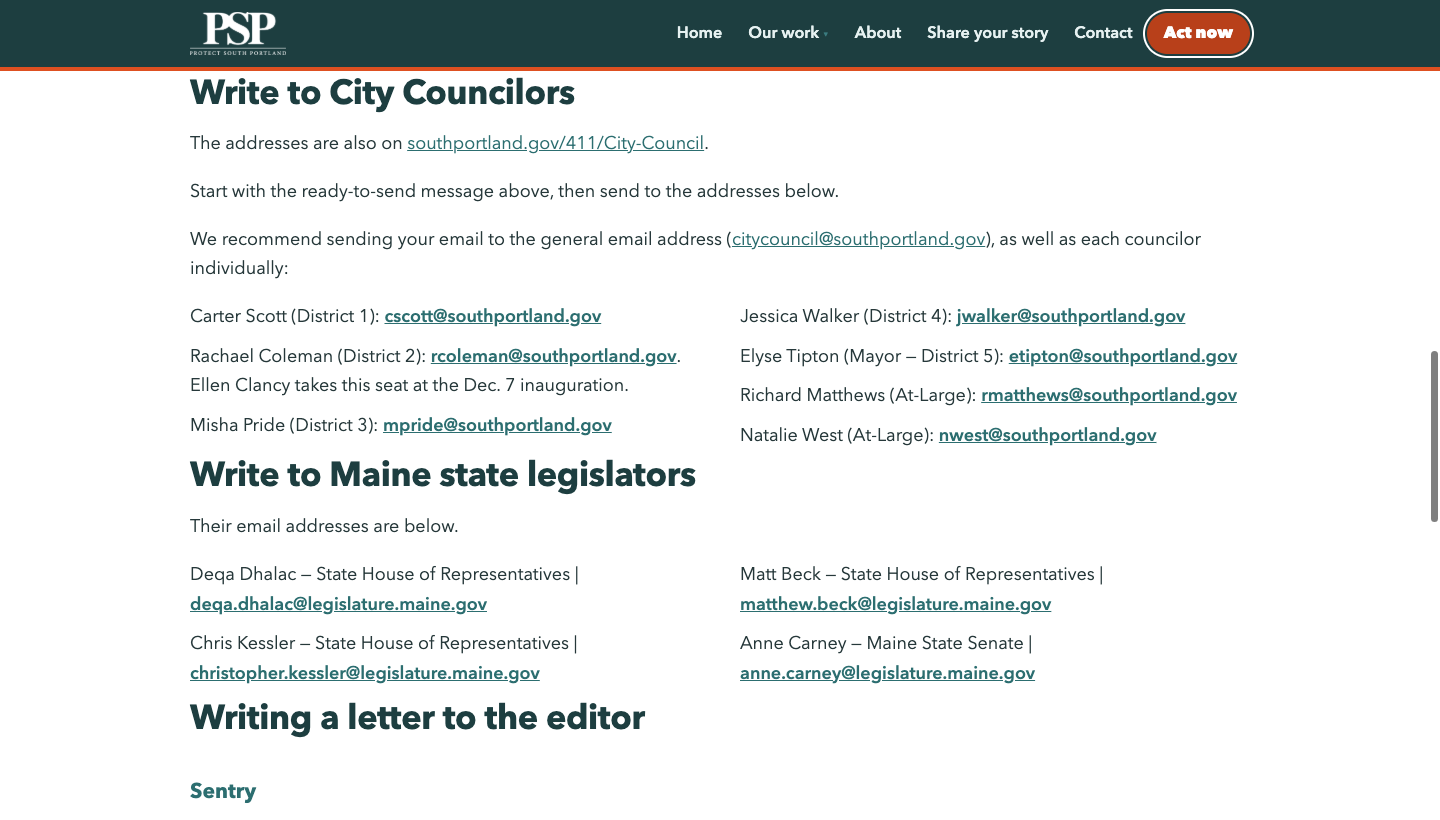 PSP
PROTECT SOUTH PORTLAND
Home
Our work
About
Share your story
Contact
Act now
Write to City Councilors
The addresses are also on southportland.gov/411/City-Council.
Start with the ready-to-send message above, then send to the addresses below.
We recommend sending your email to the general email address (citycouncil@southportland.gov), as well as each councilor
individually:
Carter Scott (District 1): cscott@southportland.gov
Rachael Coleman (District 2): rcoleman@southportland.gov.
Ellen Clancy takes this seat at the Dec. 7 inauguration.
Misha Pride (District 3): mpride@southportland.gov
Jessica Walker (District 4): jwalker@southportland.gov
Elyse Tipton (Mayor – District 5): etipton@southportland.gov
Richard Matthews (At-Large): rmatthews@southportland.gov
Natalie West (At-Large): nwest@southportland.gov
Write to Maine state legislators
Their email addresses are below.
Deqa Dhalac – State House of Representatives |
deqa.dhalac@legislature.maine.gov
Chris Kessler – State House of Representatives |
christopher.kessler@legislature.maine.gov
Matt Beck – State House of Representatives |
matthew.beck@legislature.maine.gov
Anne Carney – Maine State Senate |
anne.carney@legislature.maine.gov
Writing a letter to the editor
Sentry